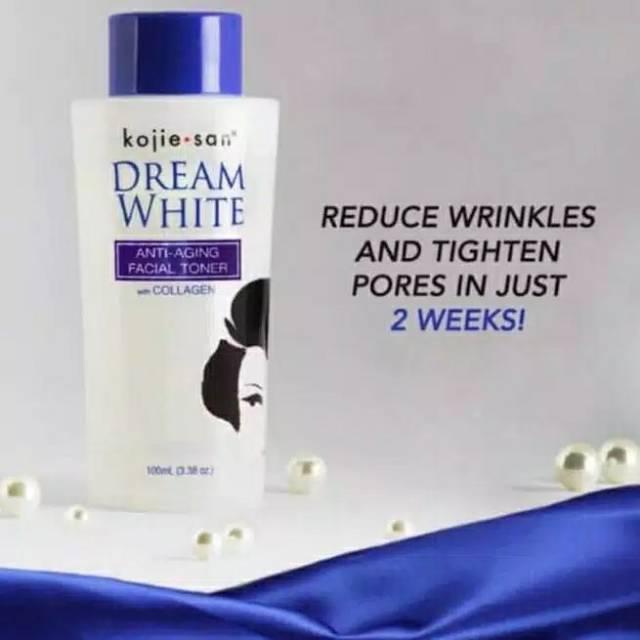 kojie•san®
DREAM
WHITE
ANTI-AGING
FACIAL TONER
with COLLAGEN
100mL (3.38 oz.)
REDUCE WRINKLES
AND TIGHTEN
PORES IN JUST
2 WEEKS!